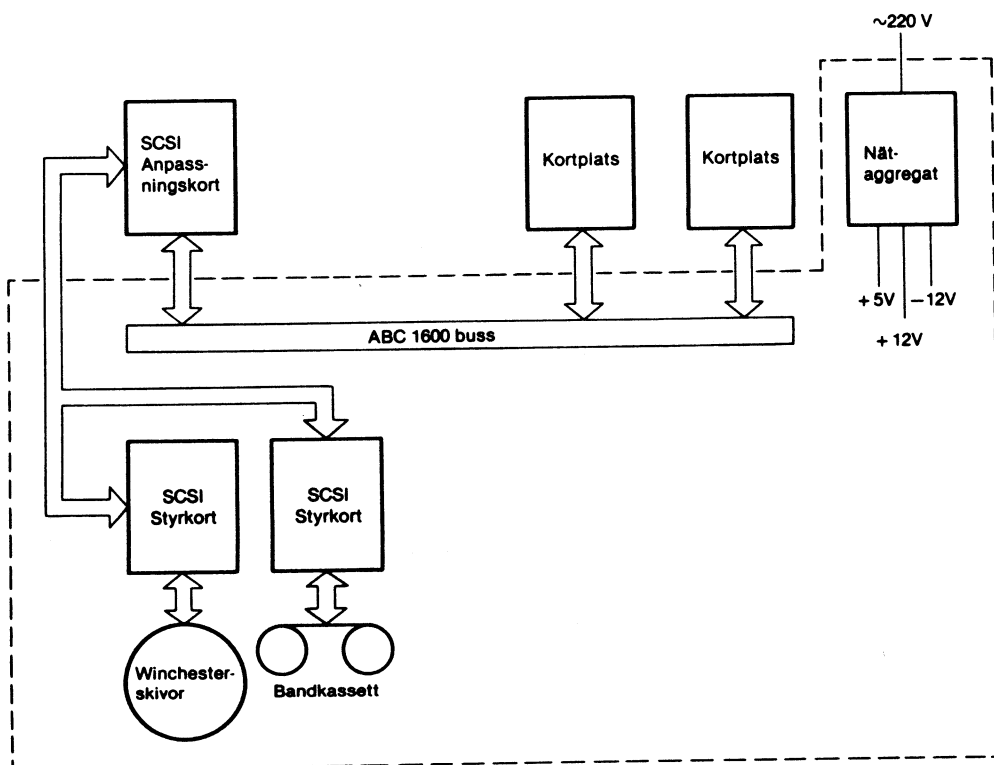 ~220 V
SCSI
Anpass-
ningskort
Kortplats
Kortplats
Nät-
aggregat
+5V
-12V
+12V
ABC 1600 buss
SCSI
Styrkort
SCSI
Styrkort
Winchester-
skivor
Bandkassett